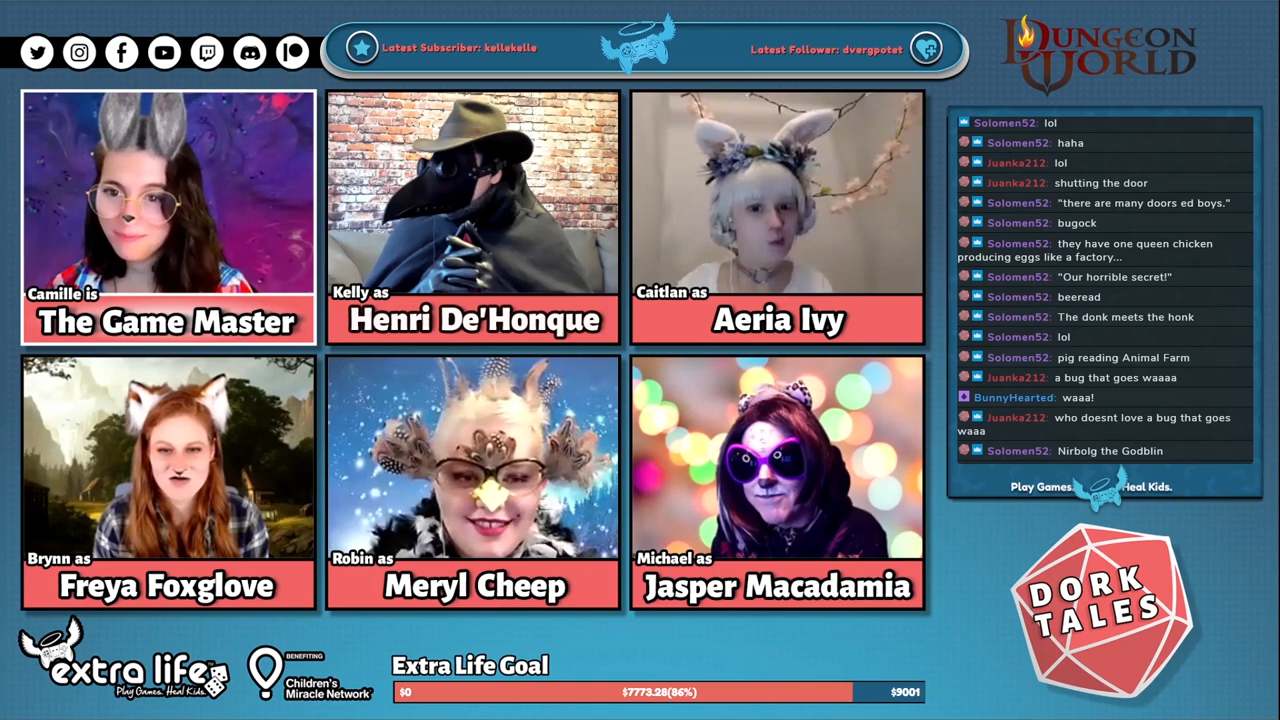 Latest Subscriber: kellekelle
Latest Follower: dvergpotet
DUNGEON
WORLD
Camille is
The Game Master
Kelly as
Henri De'Honque
Caitlan as
Aeria Ivy
Brynn as
Freya Foxglove
Robin as
Meryl Cheep
Michael as
Jasper Macadamia
Solomen52: lol
Solomen52: haha
Juanka212: lol
Juanka212: shutting the door
Solomen52: "there are many doors ed boys."
Solomen52: bugock
Solomen52: they have one queen chicken
producing eggs like a factory...
Solomen52: "Our horrible secret!"
Solomen52: beeread
Solomen52: The donk meets the honk
Solomen52: lol
Solomen52: pig reading Animal Farm
Juanka212: a bug that goes waaaa
BunnyHearted: waaa!
Juanka212: who doesnt love a bug that goes
waaa
Solomen52: Nirbolg the Godblin
Play Games. Heal Kids.
DORK
TALES
extra life
Play Games. Heal Kids.
BENEFITING
Children's
Miracle Network
Extra Life Goal
$0 $7773.28(86%) $9001